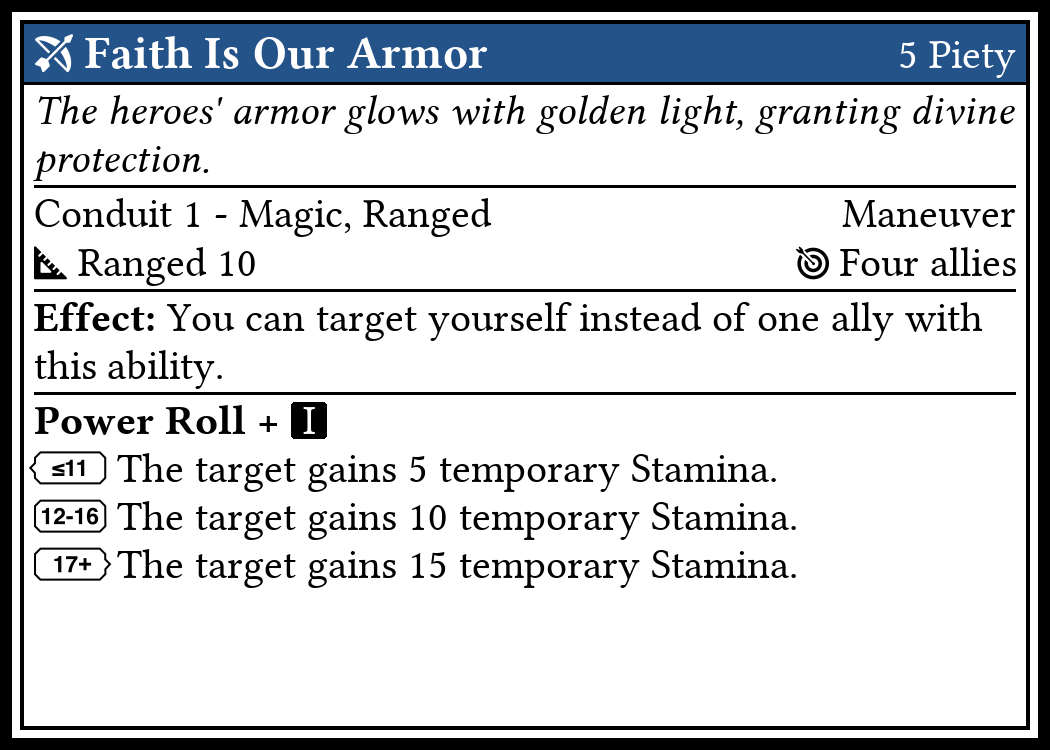 Faith Is Our Armor 5 Piety
The heroes' armor glows with golden light, granting divine
protection.
Conduit 1 - Magic, Ranged Maneuver
Ranged 10 Four allies
Effect: You can target yourself instead of one ally with
this ability.
Power Roll + I
≤11 The target gains 5 temporary Stamina.
12-16 The target gains 10 temporary Stamina.
17+ The target gains 15 temporary Stamina.